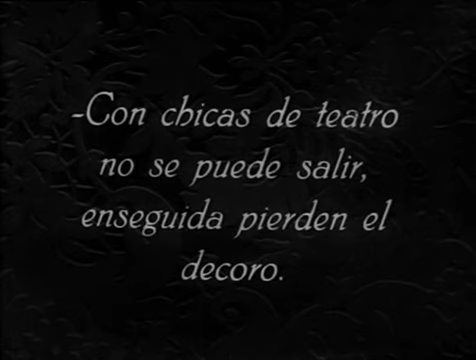 -Con chicas de teatro
no se puede salir,
enseguida pierden el
decoro.